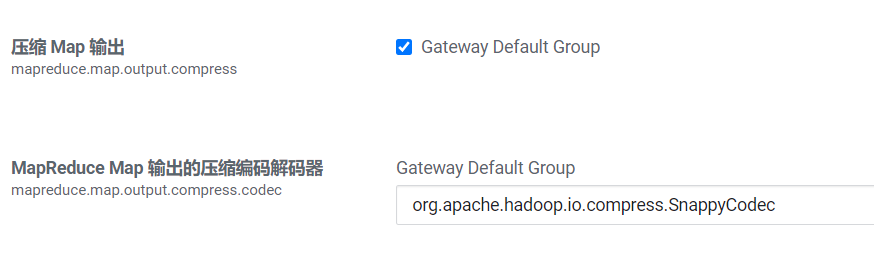 压缩 Map 输出
Gateway Default Group
mapreduce.map.output.compress
MapReduce Map 输出的压缩编码解码器
Gateway Default Group
mapreduce.map.output.compress.codec
org.apache.hadoop.io.compress.SnappyCodec